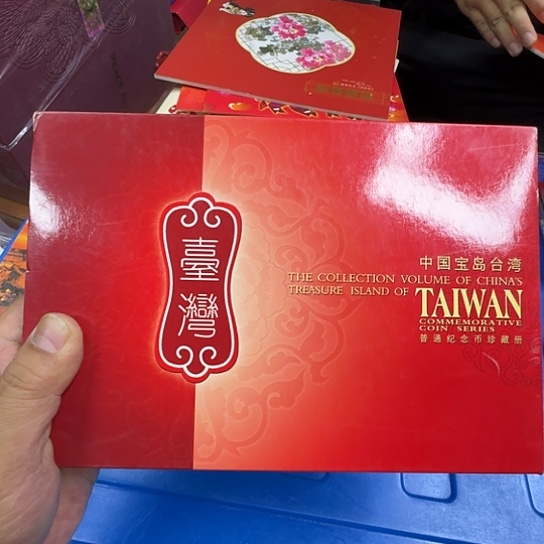 臺灣
中国宝岛台湾
THE COLLECTION VOLUME OF CHINA'S
TREASURE ISLAND OF TAIWAN
COMMEMORATIVE
COIN SERIES
普通纪念币珍藏册